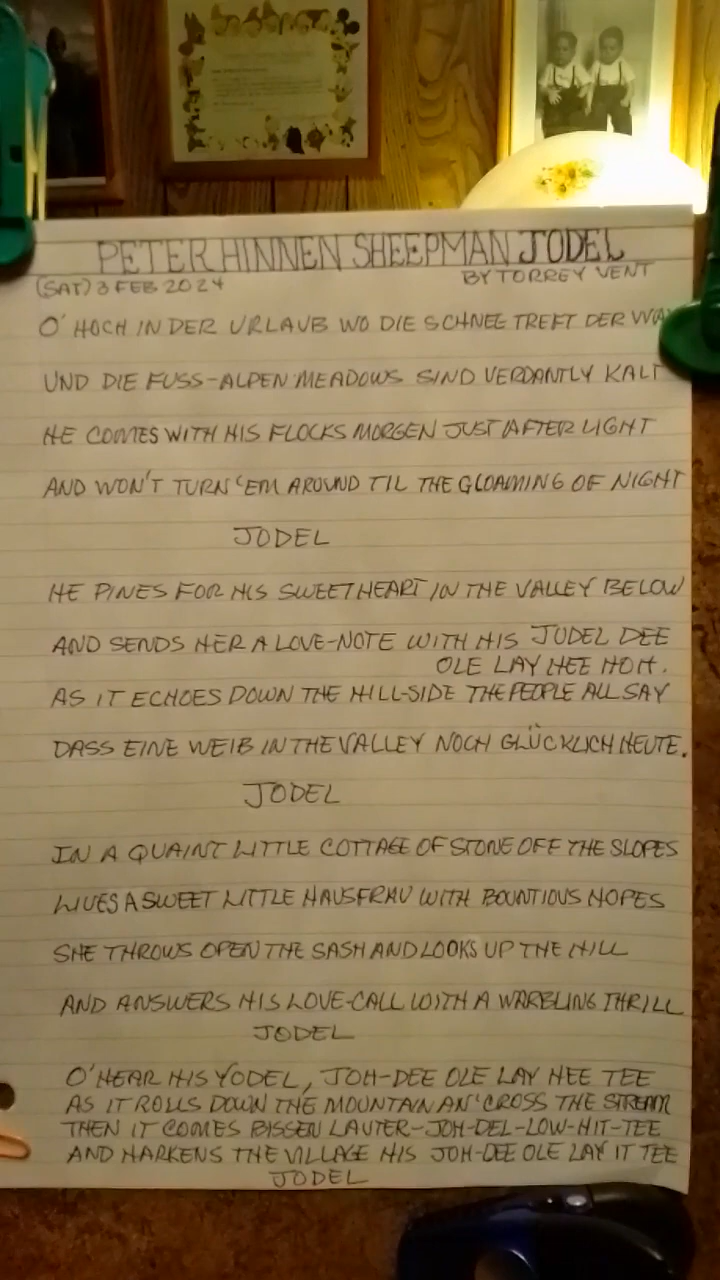 PETER HINNEN SHEEPMAN JODEL
(SAT) 3 FEB 2024
BY TORREY VENT
O' HOCH IN DER URLAUB WO DIE SCHNEE TREFT DER
UND DIE FUSS-ALPEN MEADOWS SIND VERDANTLY KALT
HE COMES WITH HIS FLOCKS MORGEN JUST AFTER LIGHT
AND WON'T TURN 'EM AROUND TIL THE GLOAMING OF NIGHT
JODEL
HE PINES FOR HIS SWEETHEART IN THE VALLEY BELOW
AND SENDS HER A LOVE-NOTE WITH HIS JODEL DEE
OLE LAY HEE HOH.
AS IT ECHOES DOWN THE HILL-SIDE THE PEOPLE ALL SAY
DASS EINE WEIB IN THE VALLEY NOCH GLÜCKLICH HEUTE.
JODEL
IN A QUAINT LITTLE COTTAGE OF STONE OFF THE SLOPES
LIVES A SWEET LITTLE HAUSFRAU WITH BOUNTIOUS HOPES
SHE THROWS OPEN THE SASH AND LOOKS UP THE HILL
AND ANSWERS HIS LOVE-CALL WITH A WARBLING THRILL
JODEL
O' HEAR HIS YODEL, JOH-DEE OLE LAY HEE TEE
AS IT ROLLS DOWN THE MOUNTAIN AN' CROSS THE STREAM
THEN IT COMES BISSEN LAUTER-JOH-DEL-LOW-HIT-TEE
AND HARKENS THE VILLAGE HIS JOH-DEE OLE LAY IT TEE
JODEL